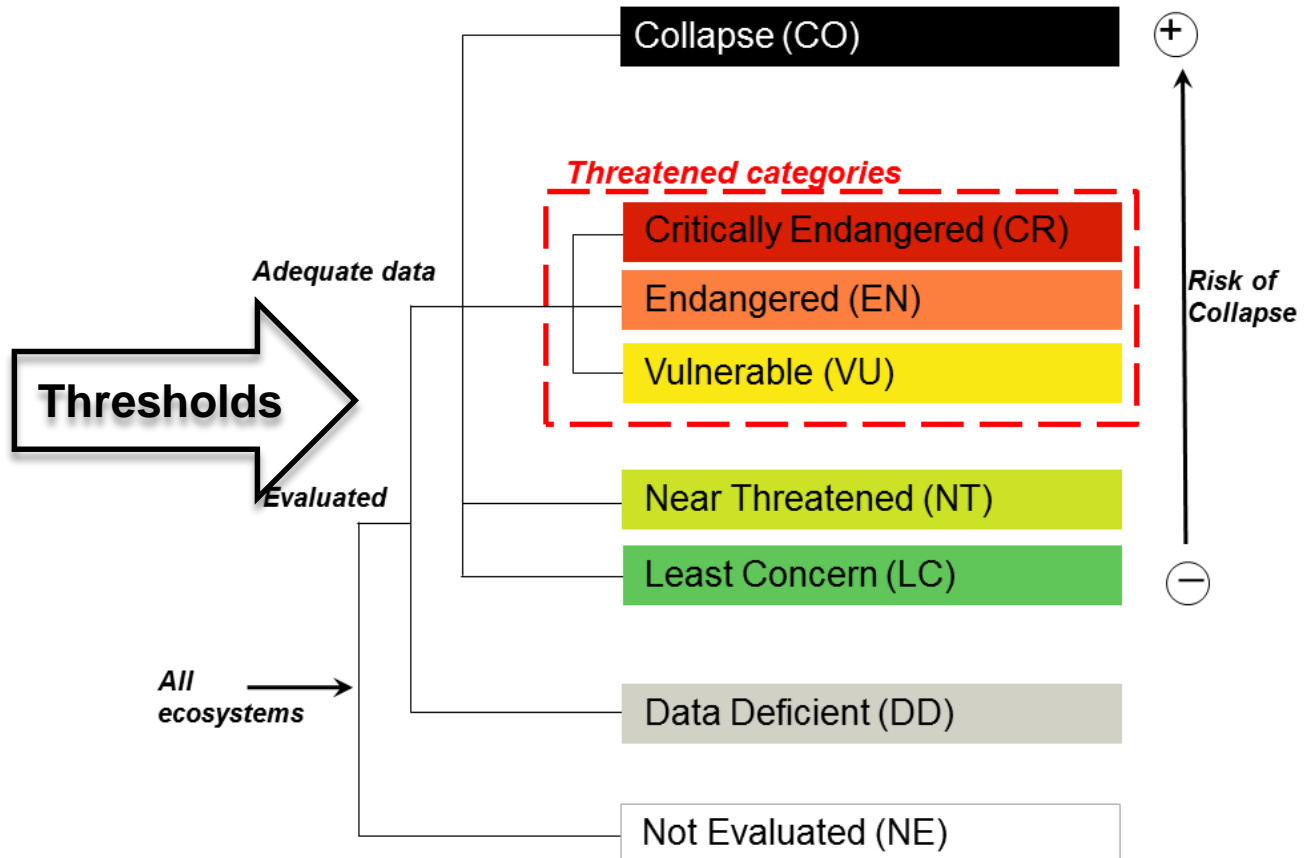 Collapse (CO)
+
Threatened categories
Critically Endangered (CR)
Adequate data
Endangered (EN)
Risk of
Collapse
Vulnerable (VU)
Thresholds
Evaluated
Near Threatened (NT)
Least Concern (LC)
−
All
ecosystems
Data Deficient (DD)
Not Evaluated (NE)